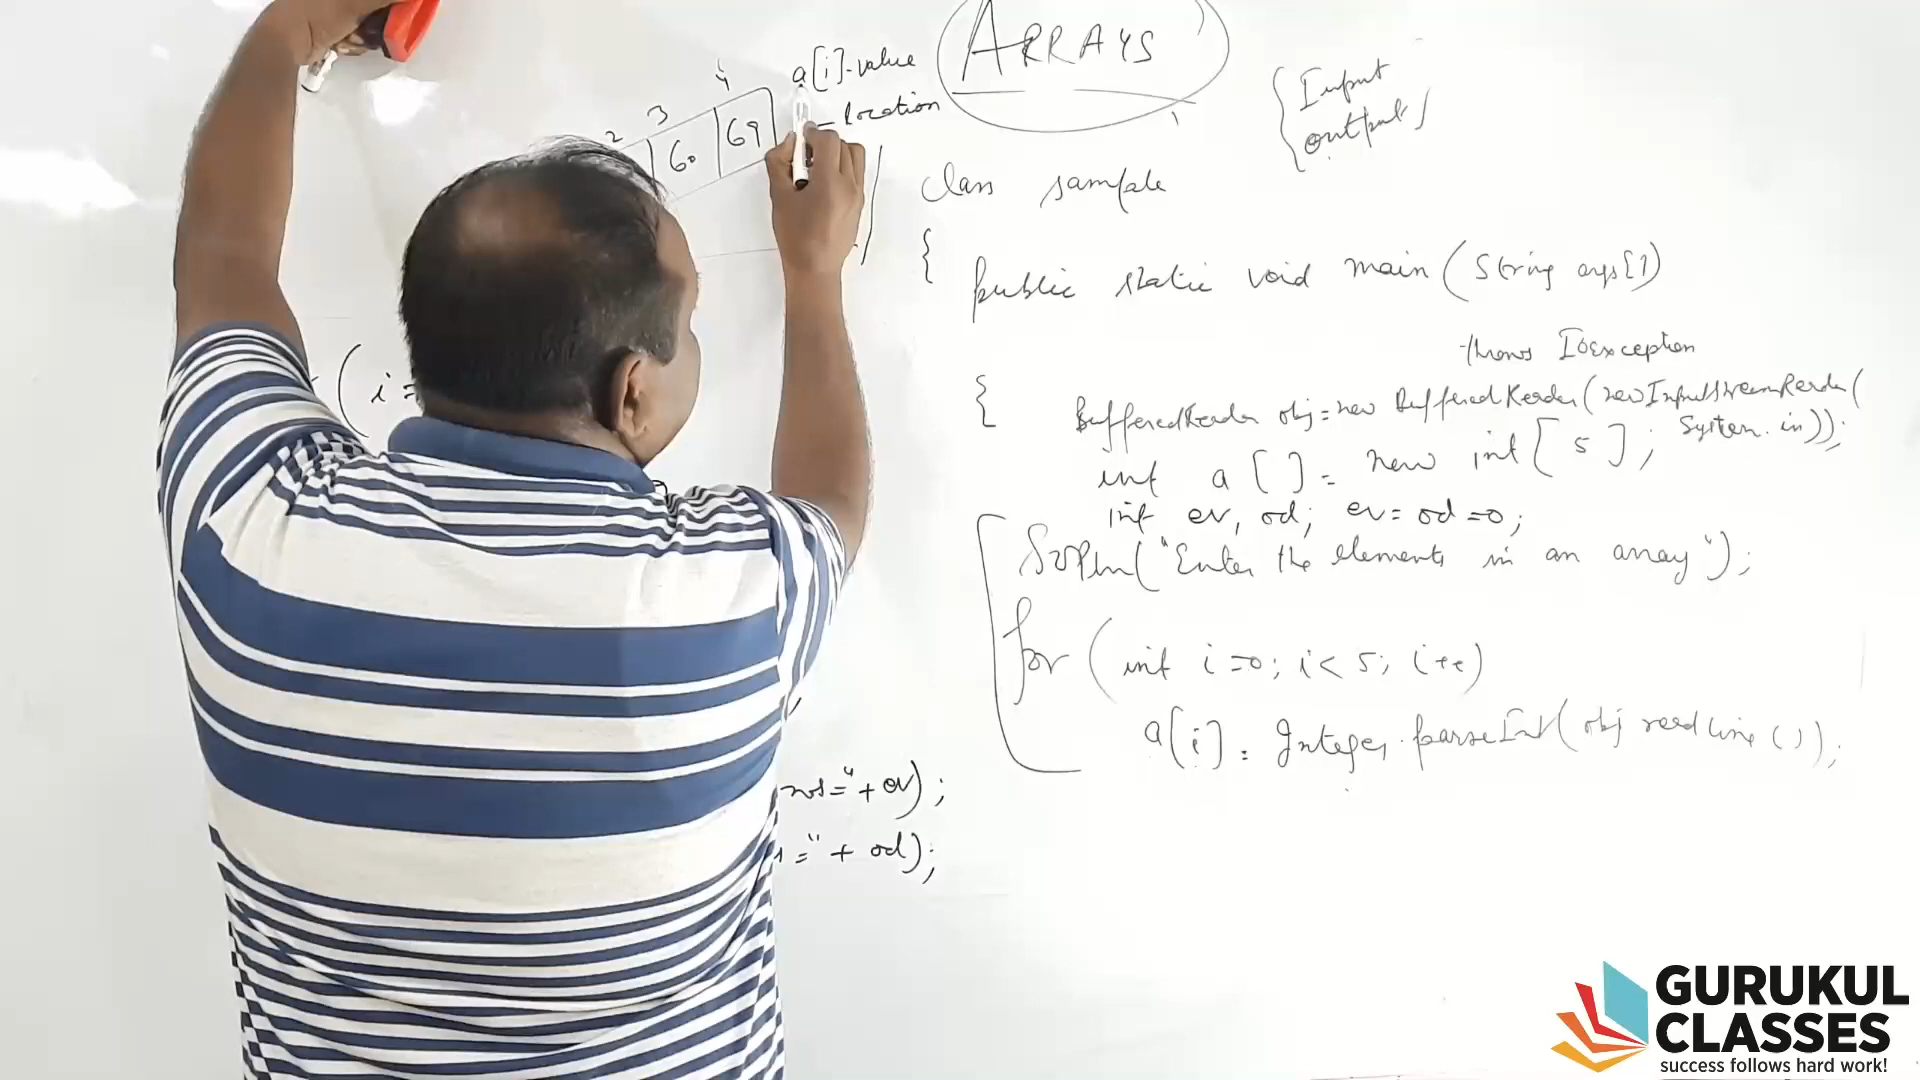 ARRAYS
Input
output
4
3
2
60
69
a[i]-value
- location
class sample
{
public static void main (String args[])
throws IOException
{
BufferedReader obj=new BufferedReader(new InputStreamReader(
System.in));
int a [ ] = new int [ 5 ];
int ev, od; ev=od=0;
SOPln("Enter the elements in an array");
for (int i=0; i<5; i++)
a[i] = Integer.parseInt(obj readLine());
(i=
nos="+ev);
="+ od);
GURUKUL
CLASSES
success follows hard work!